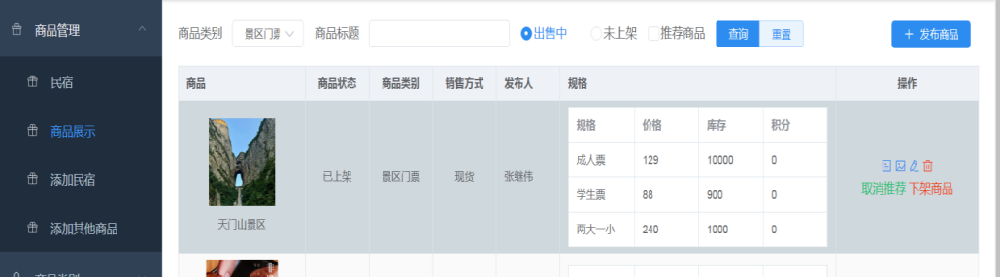 商品管理
民宿
商品展示
添加民宿
添加其他商品
商品类别 景区门票 商品标题 出售中 未上架 推荐商品 查询 重置 + 发布商品
商品 商品状态 商品类别 销售方式 发布人 规格 操作
天门山景区 已上架 景区门票 现货 张继伟
规格 价格 库存 积分
成人票 129 10000 0
学生票 88 900 0
两大一小 240 1000 0
取消推荐 下架商品